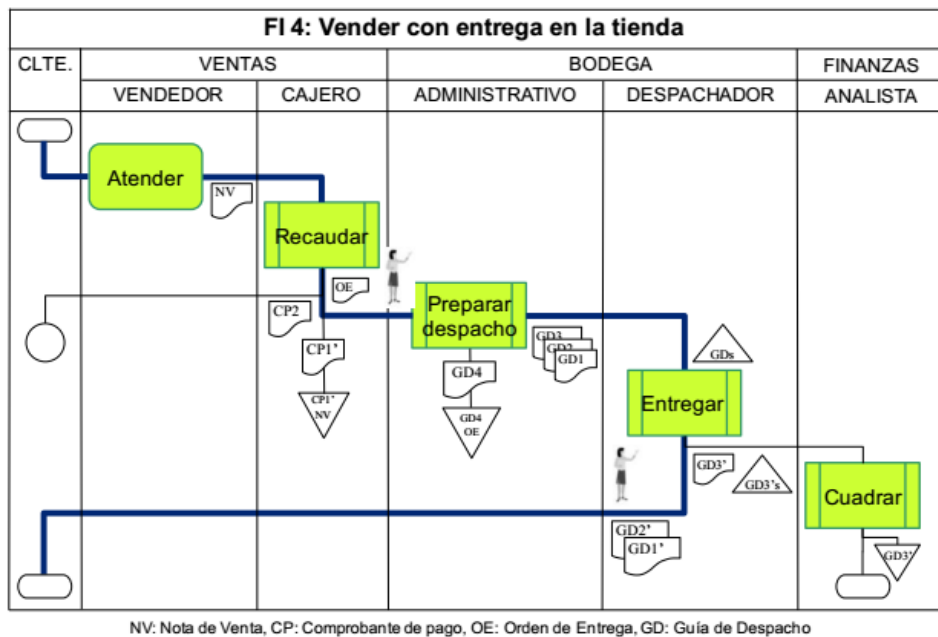 FI 4: Vender con entrega en la tienda
CLTE. VENTAS BODEGA FINANZAS
VENDEDOR CAJERO ADMINISTRATIVO DESPACHADOR ANALISTA
Atender
NV
Recaudar
OE
CP2
CP1’
CP1’
NV
Preparar
despacho
GD3
GD2
GD1
GD4
GD4
OE
GDs
Entregar
GD3’
GD3’s
Cuadrar
GD2’
GD1’
GD3’
NV: Nota de Venta, CP: Comprobante de pago, OE: Orden de Entrega, GD: Guía de Despacho